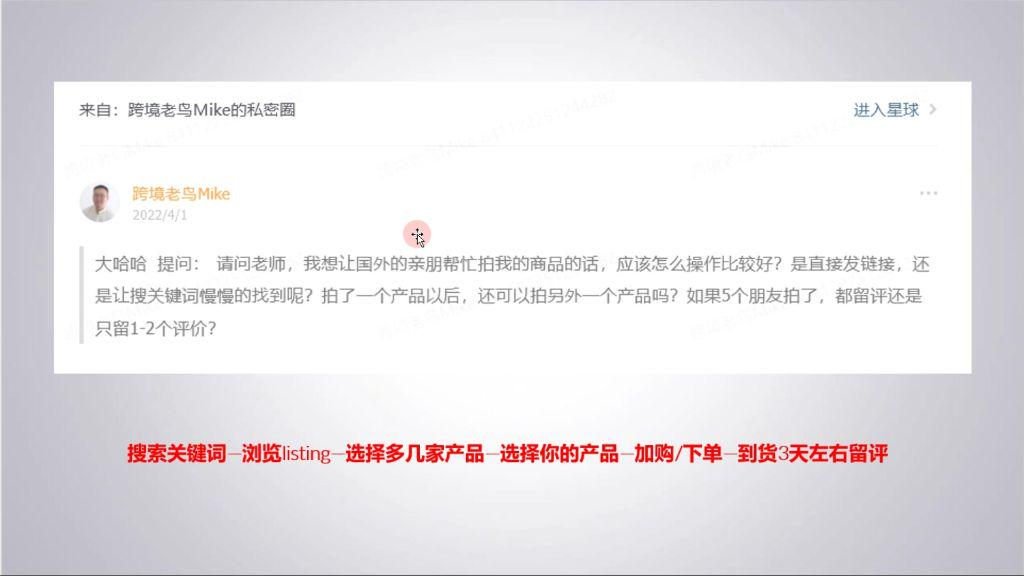 来自：跨境老鸟Mike的私密圈
进入星球
跨境老鸟Mike
2022/4/1
大哈哈 提问： 请问老师，我想让国外的亲朋帮忙拍我的商品的话，应该怎么操作比较好？是直接发链接，还
是让搜关键词慢慢的找到呢？拍了一个产品以后，还可以拍另外一个产品吗？如果5个朋友拍了，都留评还是
只留1-2个评价？
搜索关键词—浏览listing—选择多几家产品—选择你的产品—加购/下单—到货3天左右留评